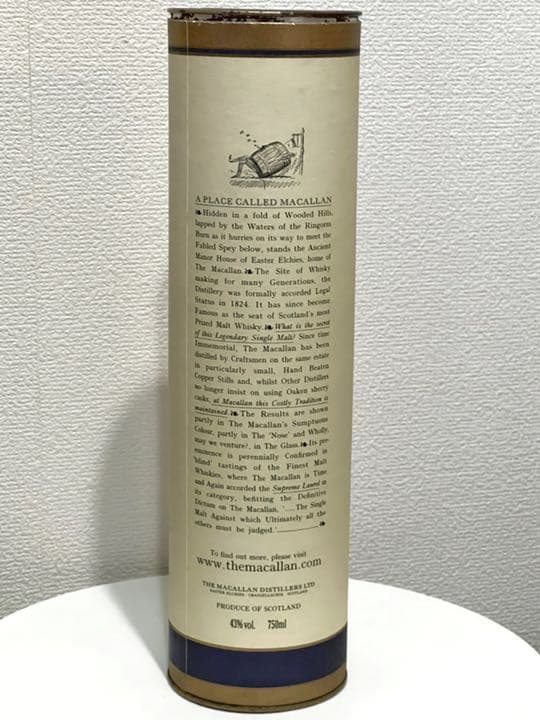 A PLACE CALLED MACALLAN
❧Hidden in a fold of Wooded Hills,
lapped by the Waters of the Ringorm
Burn as it hurries on its way to meet the
Fabled Spey below, stands the Ancient
Manor House of Easter Elchies, home of
The Macallan.❧The Site of Whisky
making for many Generations, the
Distillery was formally accorded Legal
Status in 1824. It has since become
Famous as the seat of Scotland's most
Prized Malt Whisky.❧What is the secret
of this Legendary Single Malt? Since time
Immemorial, The Macallan has been
distilled by Craftsmen on the same estate
in particularly small, Hand Beaten
Copper Stills and, whilst Other Distillers
no longer insist on using Oaken sherry
casks, at Macallan this Costly Tradition is
maintained.❧The Results are shown
partly in The Macallan's Sumptuous
Colour, partly in The 'Nose' and Wholly,
may we venture?, in The Glass.❧Its pre-
eminence is perennially Confirmed in
'blind' tastings of the Finest Malt
Whiskies, where The Macallan is Time
and Again accorded the Supreme Laurel in
its category, befitting the Definitive
Dictum on The Macallan, '....The Single
Malt Against which Ultimately all the
others must be judged.'
To find out more, please visit
www.themacallan.com
THE MACALLAN DISTILLERS LTD
EASTER ELCHIES · CRAIGELLACHIE · SCOTLAND
PRODUCE OF SCOTLAND
43%vol. 750ml